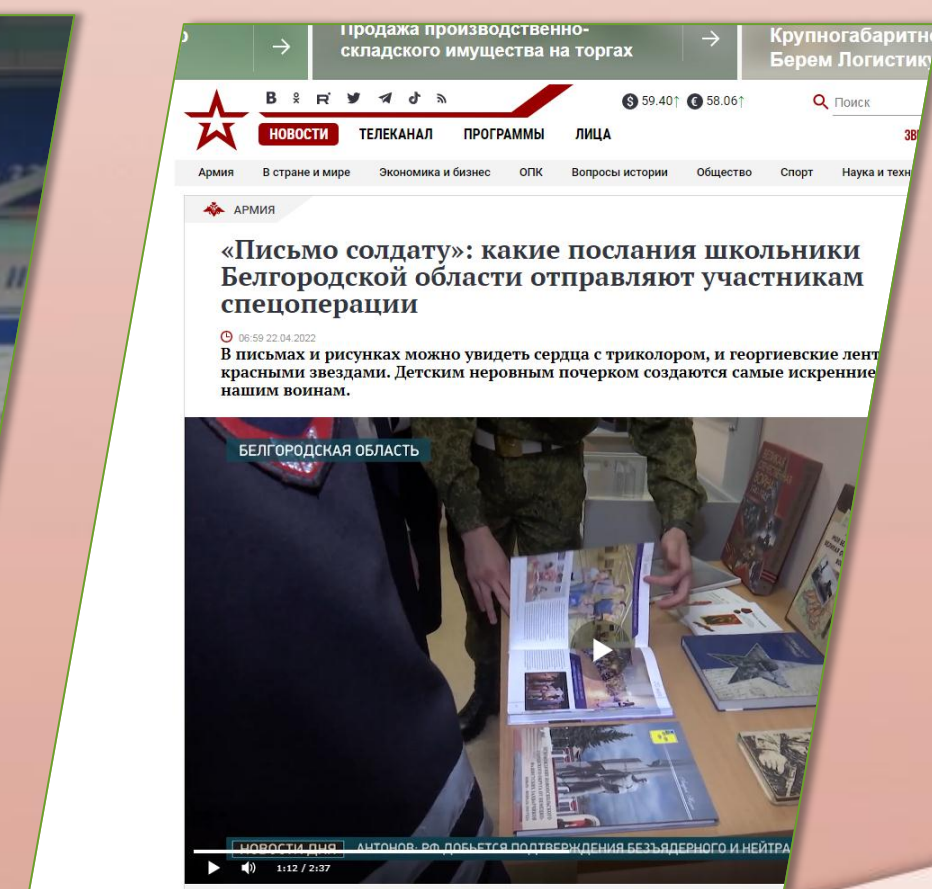 Продажа производственно-
складского имущества на торгах
→
→
Крупногабаритно
Берем Логистику
$ 59.40↑ € 58.06↑
Поиск
НОВОСТИ ТЕЛЕКАНАЛ ПРОГРАММЫ ЛИЦА
ЗВ
Армия В стране и мире Экономика и бизнес ОПК Вопросы истории Общество Спорт Наука и техн
АРМИЯ
«Письмо солдату»: какие послания школьники
Белгородской области отправляют участникам
спецоперации
06:59 22.04.2022
В письмах и рисунках можно увидеть сердца с триколором, и георгиевские лент
красными звездами. Детским неровным почерком создаются самые искренние
нашим воинам.
БЕЛГОРОДСКАЯ ОБЛАСТЬ
НОВОСТИ ДНЯ АНТОНОВ: РФ ДОБЬЕТСЯ ПОДТВЕРЖДЕНИЯ БЕЗЪЯДЕРНОГО И НЕЙТРА
1:12 / 2:37